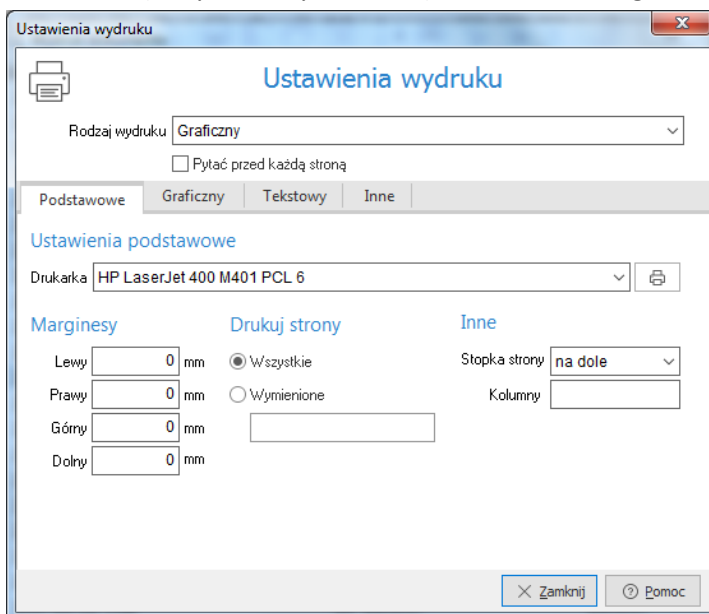 Ustawienia wydruku
Ustawienia wydruku
Rodzaj wydruku Graficzny
Pytać przed każdą stroną
Podstawowe Graficzny Tekstowy Inne
Ustawienia podstawowe
Drukarka HP LaserJet 400 M401 PCL 6
Marginesy Drukuj strony Inne
Lewy 0 mm Wszystkie Stopka strony na dole
Prawy 0 mm Wymienione Kolumny
Górny 0 mm
Dolny 0 mm
Zamknij Pomoc